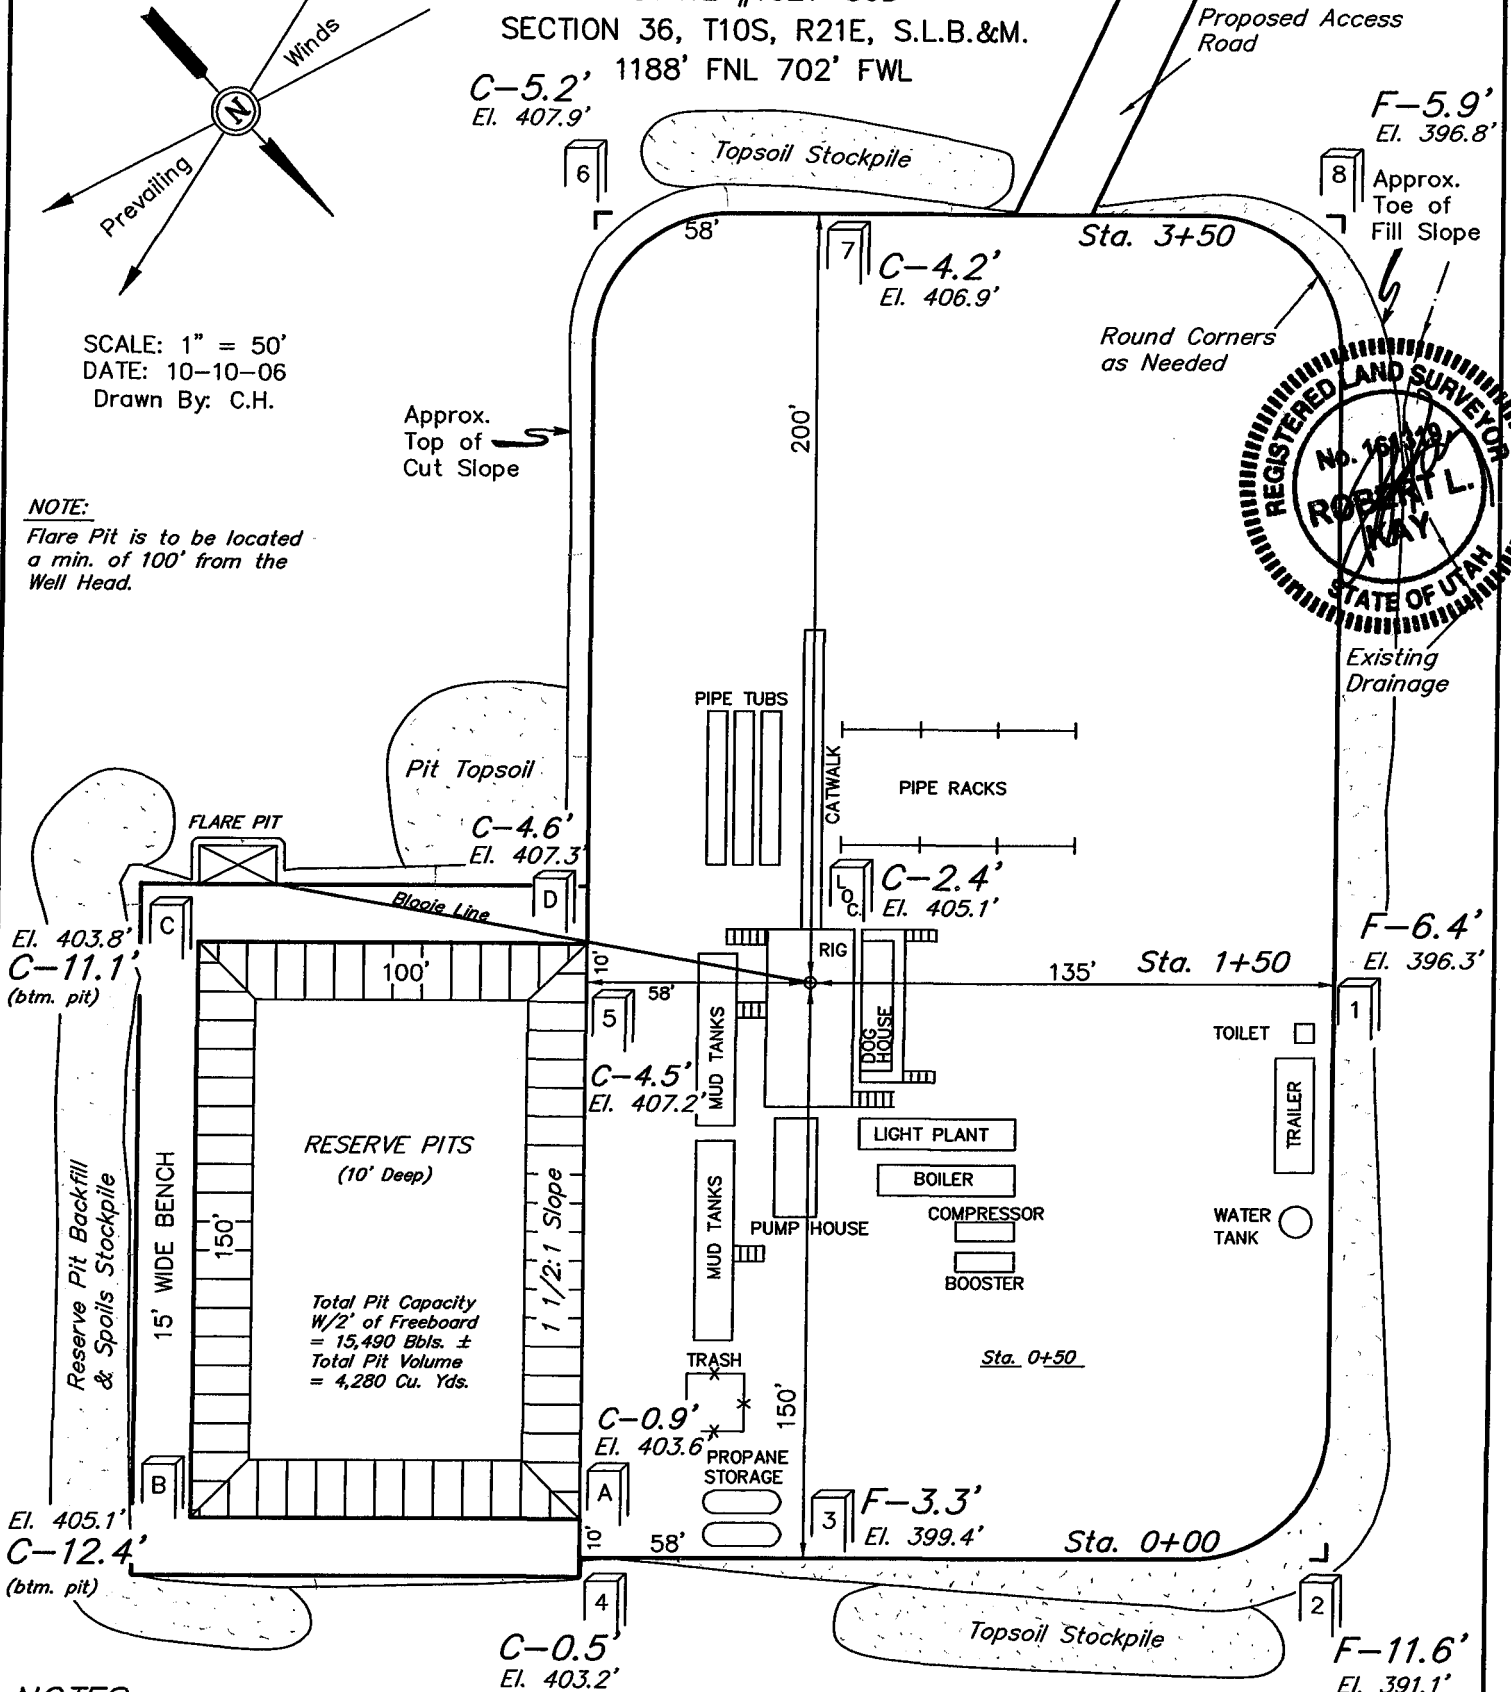 SECTION 36, T10S, R21E, S.L.B.&M.
1188' FNL 702' FWL
Winds
N
Prevailing
SCALE: 1" = 50'
DATE: 10-10-06
Drawn By: C.H.
NOTE:
Flare Pit is to be located
a min. of 100' from the
Well Head.
C-5.2'
El. 407.9'
6
Topsoil Stockpile
Proposed Access
Road
F-5.9'
El. 396.8'
8
Approx.
Toe of
Fill Slope
58'
7
C-4.2'
El. 406.9'
Sta. 3+50
Round Corners
as Needed
Approx.
Top of
Cut Slope
200'
REGISTERED LAND SURVEYOR
No. 161319
ROBERT L.
KAY
STATE OF UTAH
Existing
Drainage
PIPE TUBS
CATWALK
PIPE RACKS
Pit Topsoil
FLARE PIT
C-4.6'
El. 407.3'
D
Blooie Line
C
El. 403.8'
C-11.1'
(btm. pit)
LOC.
C-2.4'
El. 405.1'
RIG
F-6.4'
El. 396.3'
Sta. 1+50
135'
1
100'
10'
58'
5
C-4.5'
El. 407.2'
MUD TANKS
DOG
HOUSE
TOILET
TRAILER
LIGHT PLANT
BOILER
RESERVE PITS
(10' Deep)
1 1/2:1 Slope
150'
15' WIDE BENCH
Reserve Pit Backfill
& Spoils Stockpile
MUD TANKS
PUMP HOUSE
COMPRESSOR
BOOSTER
WATER
TANK
Total Pit Capacity
W/2' of Freeboard
= 15,490 Bbls. ±
Total Pit Volume
= 4,280 Cu. Yds.
TRASH
Sta. 0+50
150'
C-0.9'
El. 403.6'
PROPANE
STORAGE
B
A
El. 405.1'
C-12.4'
(btm. pit)
10'
58'
3
F-3.3'
El. 399.4'
Sta. 0+00
4
2
C-0.5'
El. 403.2'
Topsoil Stockpile
F-11.6'
El. 391.1'